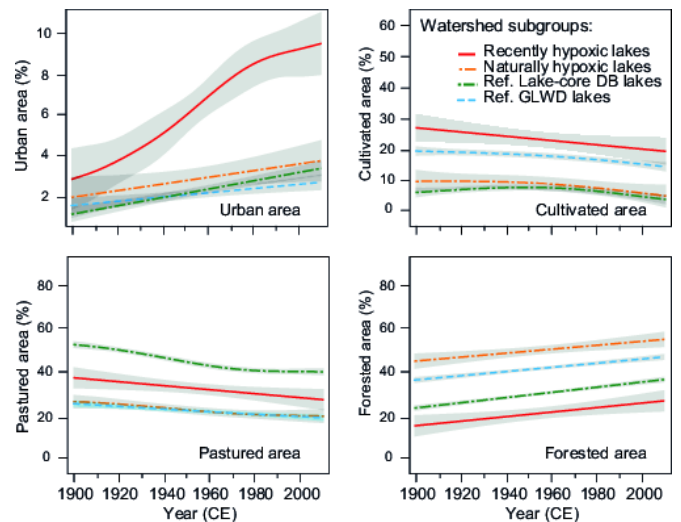 Urban area (%)
10
8
6
4
2
Urban area
Cultivated area (%)
60
50
40
30
20
10
0
Watershed subgroups:
Recently hypoxic lakes
Naturally hypoxic lakes
Ref. Lake-core DB lakes
Ref. GLWD lakes
Cultivated area
Pastured area (%)
80
60
40
20
0
Pastured area
1900 1920 1940 1960 1980 2000
Year (CE)
Forested area (%)
80
60
40
20
0
Forested area
1900 1920 1940 1960 1980 2000
Year (CE)